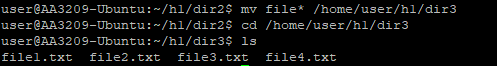 user@AA3209-Ubuntu:~/h1/dir2$ mv file* /home/user/h1/dir3
user@AA3209-Ubuntu:~/h1/dir2$ cd /home/user/h1/dir3
user@AA3209-Ubuntu:~/h1/dir3$ ls
file1.txt  file2.txt  file3.txt  file4.txt